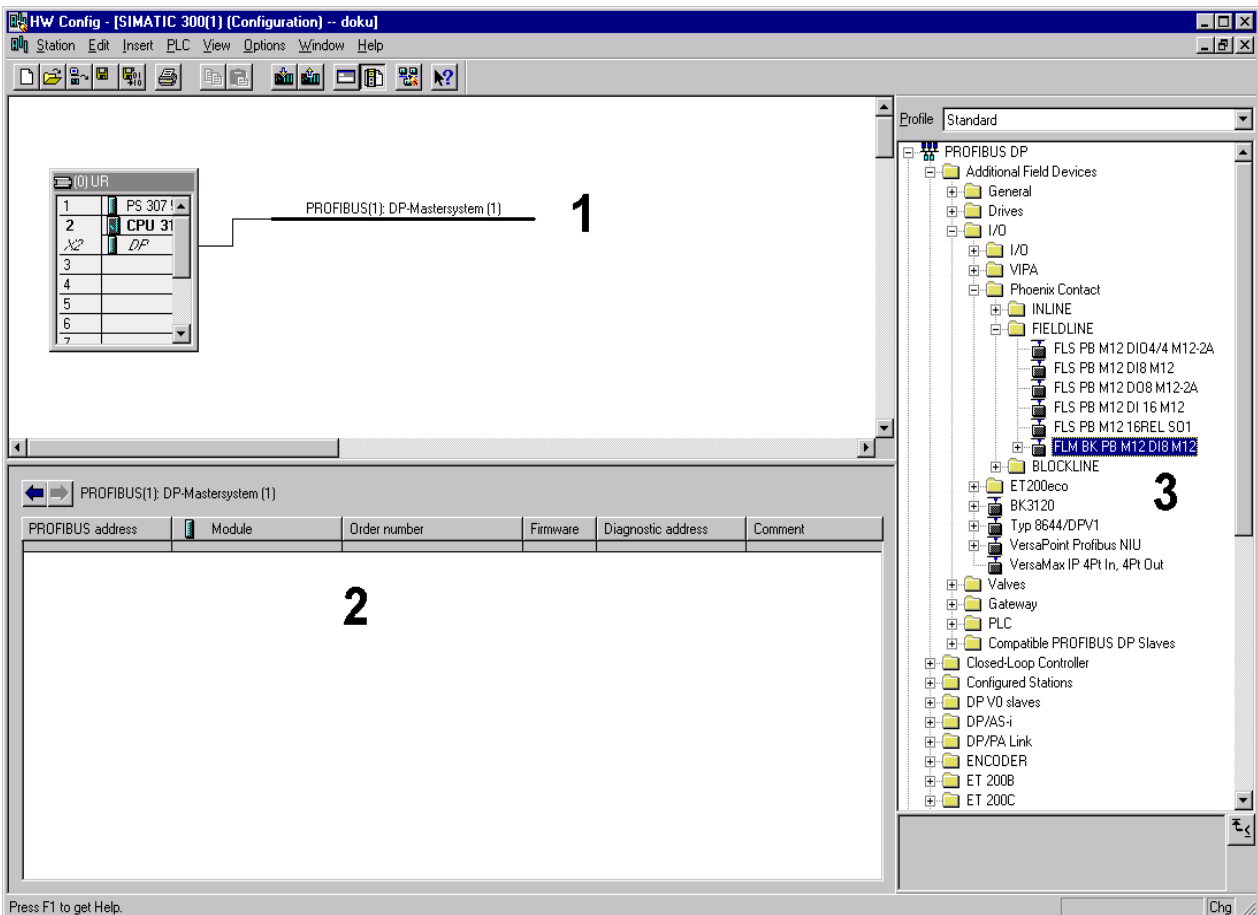 HW Config - [SIMATIC 300(1) (Configuration) -- doku]
Station Edit Insert PLC View Options Window Help
(0) UR
1 PS 307 5
2 CPU 31
X2 DP
3
4
5
6
7
PROFIBUS(1): DP-Mastersystem (1)
1
PROFIBUS(1): DP-Mastersystem (1)
PROFIBUS address Module Order number Firmware Diagnostic address Comment
2
Profile Standard
PROFIBUS DP
Additional Field Devices
General
Drives
I/O
I/O
VIPA
Phoenix Contact
INLINE
FIELDLINE
FLS PB M12 DIO4/4 M12-2A
FLS PB M12 DI8 M12
FLS PB M12 DO8 M12-2A
FLS PB M12 DI 16 M12
FLS PB M12 16REL SO1
FLM BK PB M12 DI8 M12
BLOCKLINE
3
ET200eco
BK3120
Typ 8644/DPV1
VersaPoint Profibus NIU
VersaMax IP 4Pt In, 4Pt Out
Valves
Gateway
PLC
Compatible PROFIBUS DP Slaves
Closed-Loop Controller
Configured Stations
DP V0 slaves
DP/AS-i
DP/PA Link
ENCODER
ET 200B
ET 200C
Press F1 to get Help.
Chg